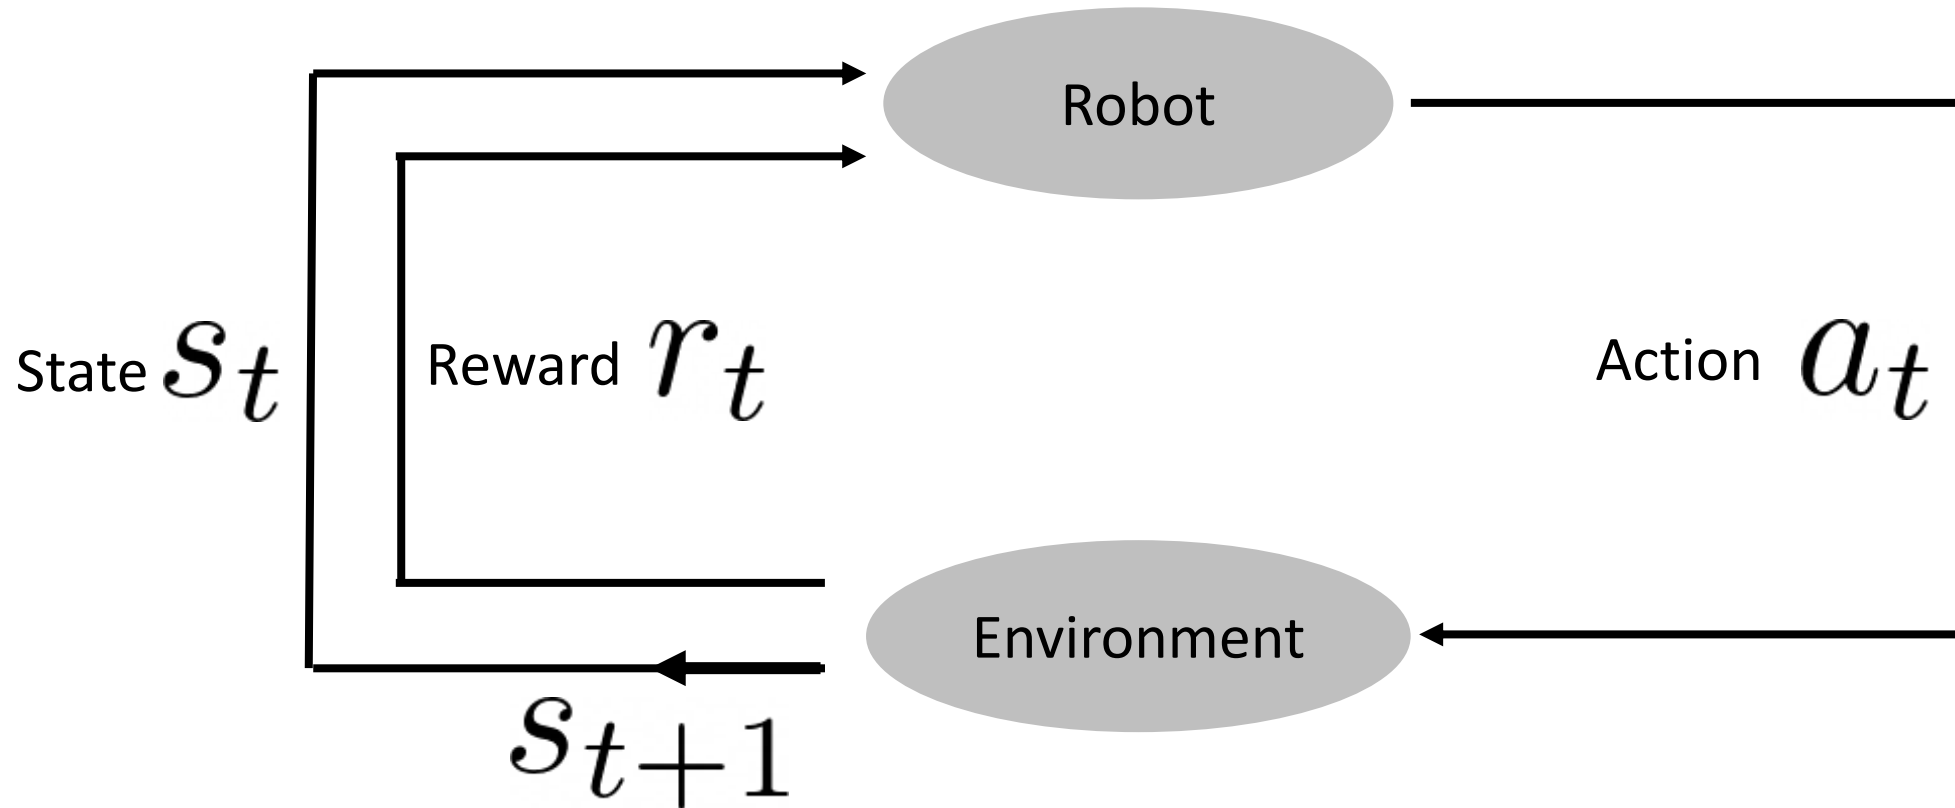 Robot
State s_t
Reward r_t
Action a_t
Environment
s_{t+1}